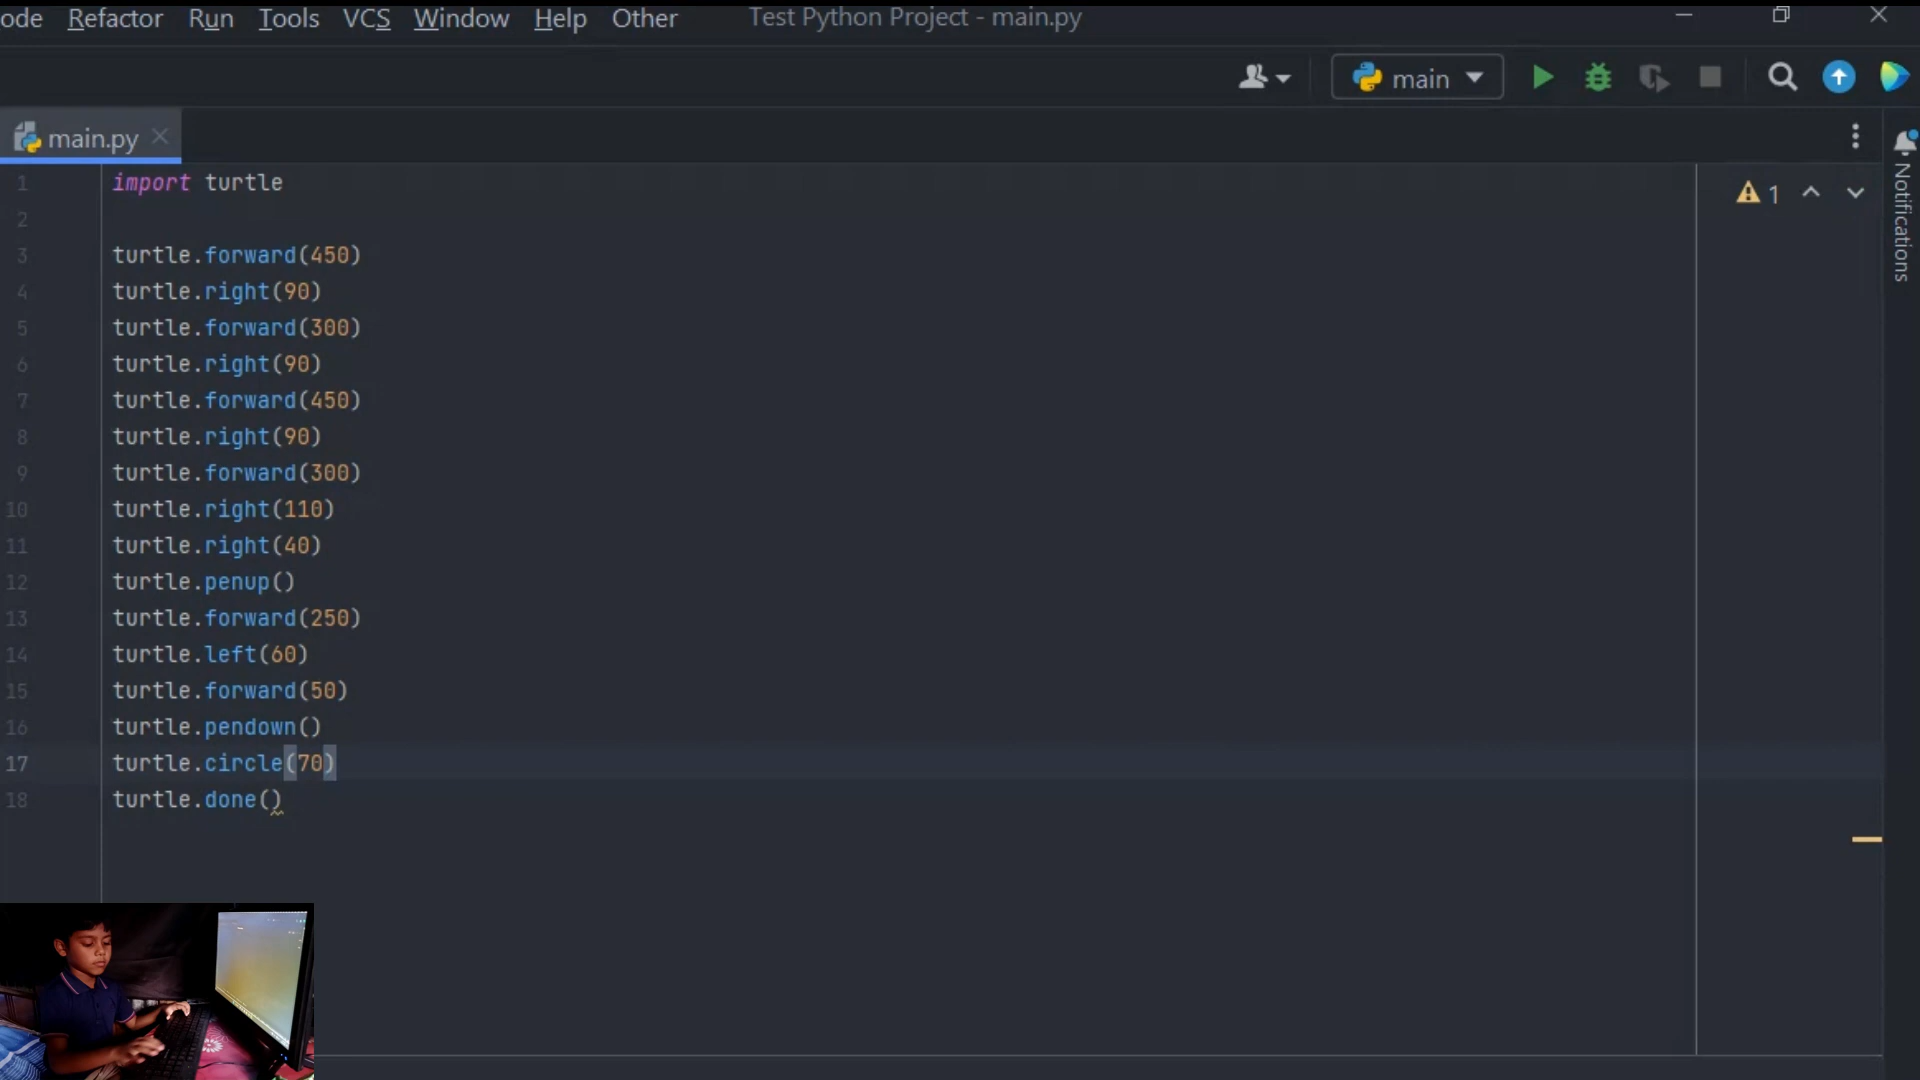 ode Refactor Run Tools VCS Window Help Other Test Python Project - main.py
main
main.py
1 import turtle
1
2
3 turtle.forward(450)
4 turtle.right(90)
5 turtle.forward(300)
6 turtle.right(90)
7 turtle.forward(450)
8 turtle.right(90)
9 turtle.forward(300)
10 turtle.right(110)
11 turtle.right(40)
12 turtle.penup()
13 turtle.forward(250)
14 turtle.left(60)
15 turtle.forward(50)
16 turtle.pendown()
17 turtle.circle(70)
18 turtle.done()
Notifications